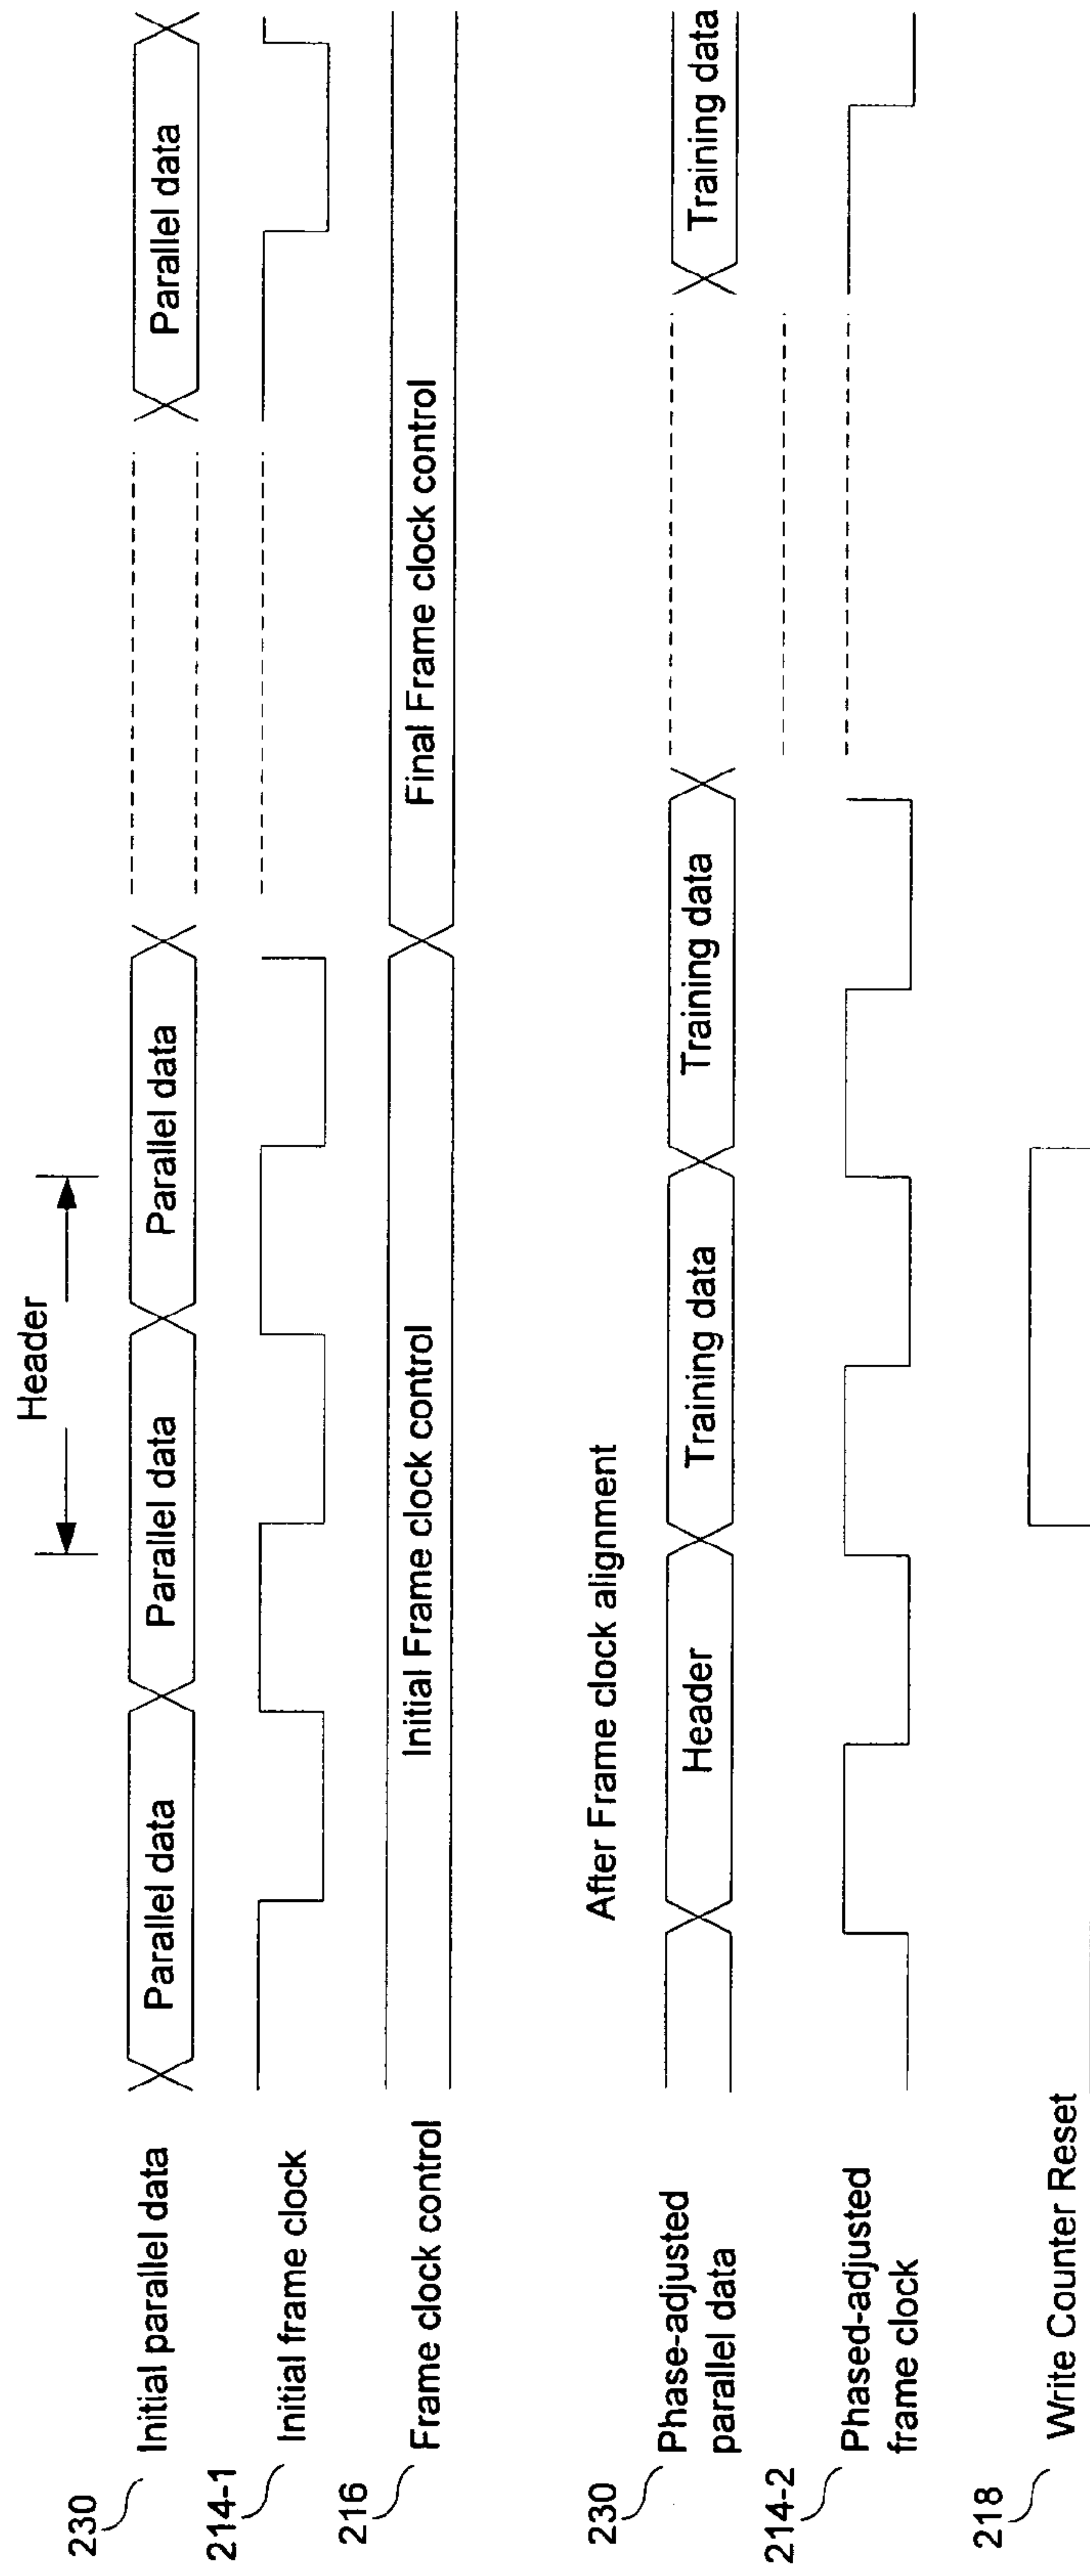 Header
230
Initial parallel data
Parallel data
Parallel data
Parallel data
Parallel data
214-1
Initial frame clock
216
Frame clock control
Initial Frame clock control
Final Frame clock control
After Frame clock alignment
230
Phase-adjusted
parallel data
Header
Training data
Training data
Training data
214-2
Phased-adjusted
frame clock
218
Write Counter Reset